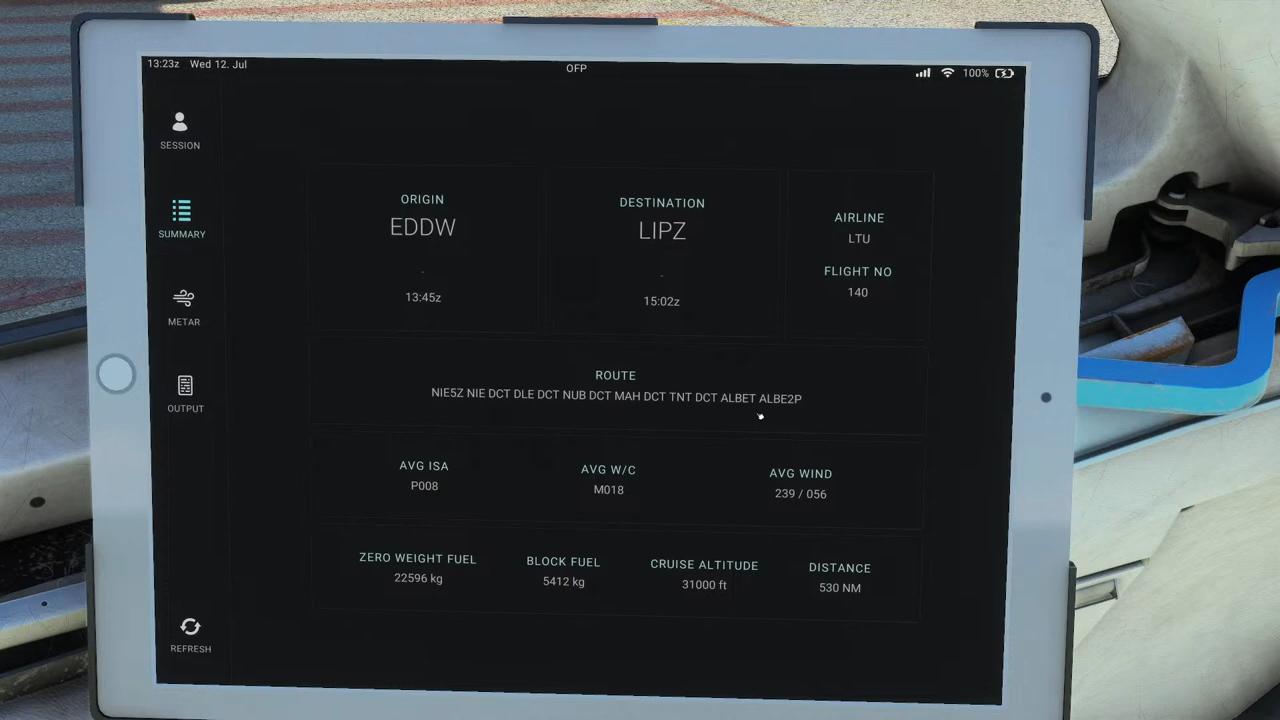 13:23z Wed 12. Jul
OFP
100%
SESSION
SUMMARY
METAR
OUTPUT
REFRESH
ORIGIN
EDDW
-
13:45z
DESTINATION
LIPZ
-
15:02z
AIRLINE
LTU
FLIGHT NO
140
ROUTE
NIE5Z NIE DCT DLE DCT NUB DCT MAH DCT TNT DCT ALBET ALBE2P
AVG ISA
P008
AVG W/C
M018
AVG WIND
239 / 056
ZERO WEIGHT FUEL
22596 kg
BLOCK FUEL
5412 kg
CRUISE ALTITUDE
31000 ft
DISTANCE
530 NM